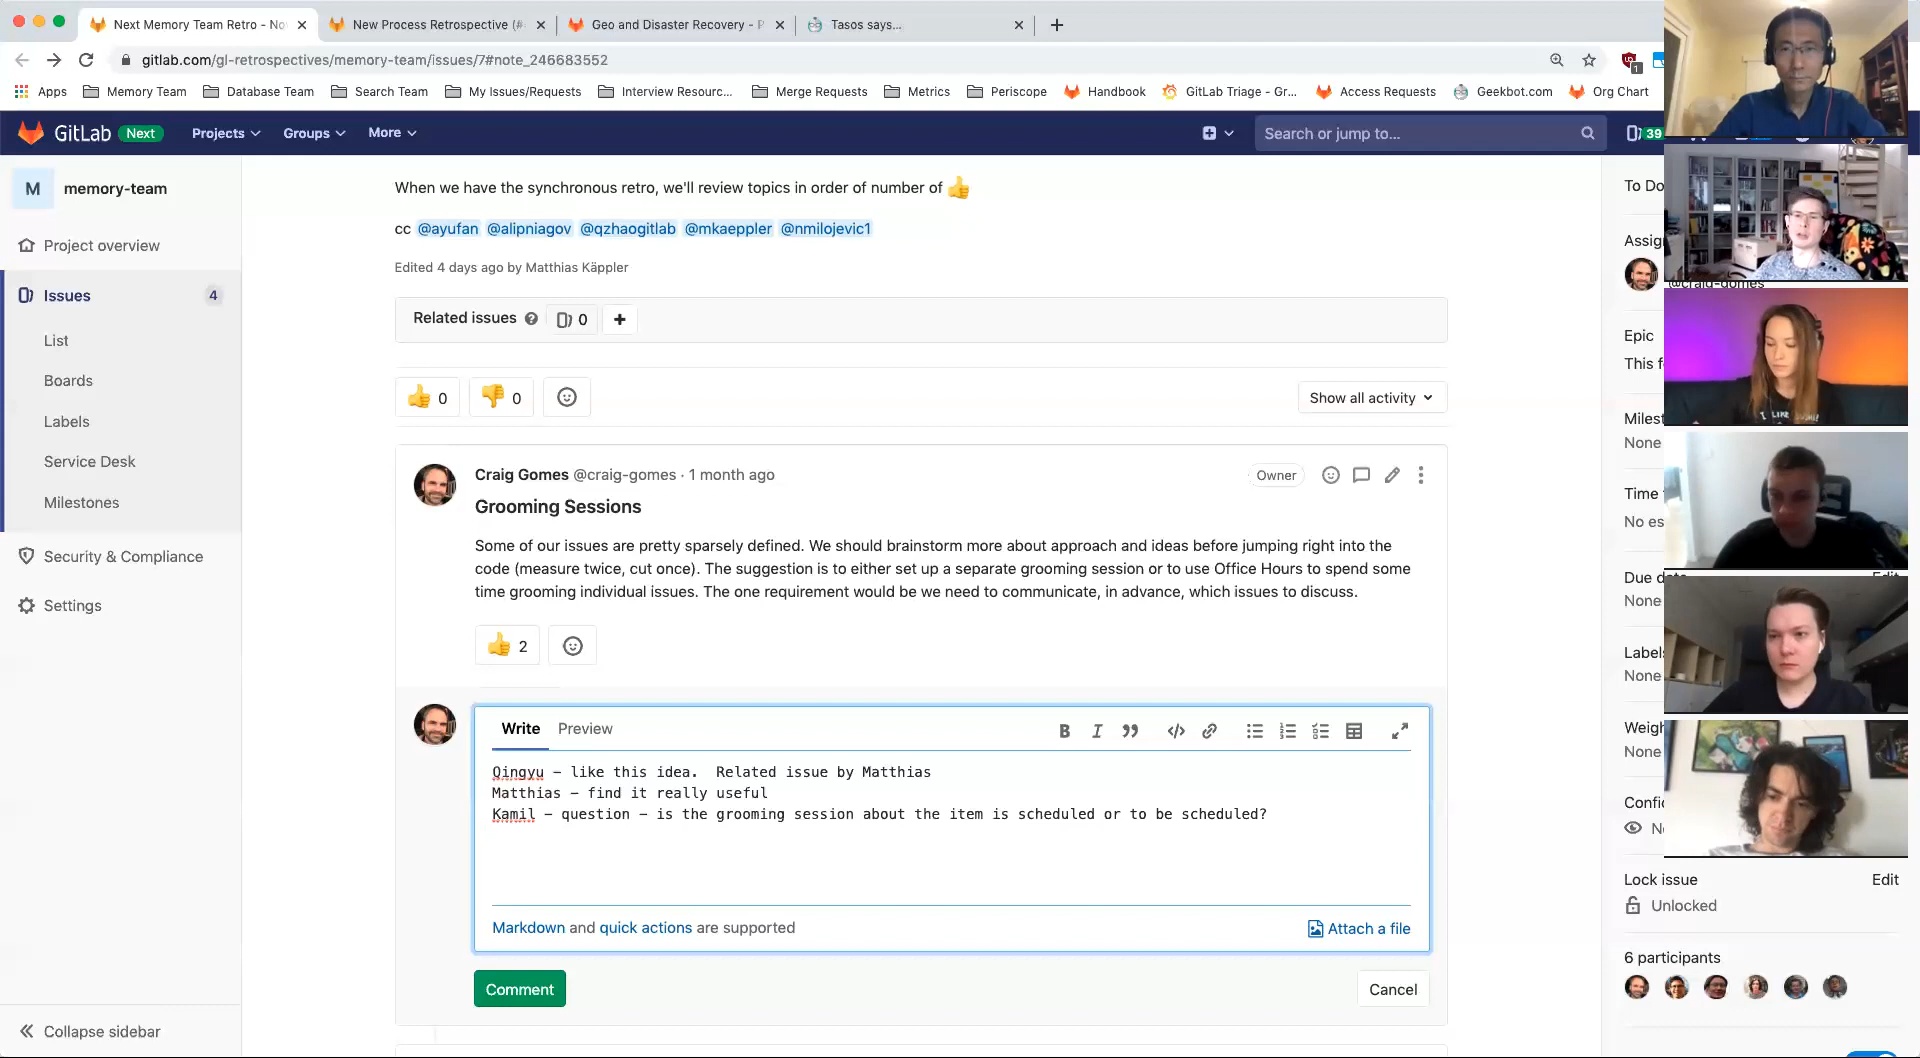 Next Memory Team Retro - No
New Process Retrospective (#
Geo and Disaster Recovery - P
Tasos says...
gitlab.com/gl-retrospectives/memory-team/issues/7#note_246683552
1
Apps
Memory Team
Database Team
Search Team
My Issues/Requests
Interview Resourc...
Merge Requests
Metrics
Periscope
Handbook
GitLab Triage - Gr...
Access Requests
Geekbot.com
Org Chart
GitLab Next
Projects
Groups
More
Search or jump to...
39
M memory-team
Project overview
Issues 4
List
Boards
Labels
Service Desk
Milestones
Security & Compliance
Settings
Collapse sidebar
When we have the synchronous retro, we'll review topics in order of number of 👍
cc @ayufan @alipniagov @qzhaogitlab @mkaeppler @nmilojevic1
Edited 4 days ago by Matthias Käppler
Related issues 0
👍 0 👎 0
Show all activity
Craig Gomes @craig-gomes · 1 month ago
Owner
Grooming Sessions
Some of our issues are pretty sparsely defined. We should brainstorm more about approach and ideas before jumping right into the
code (measure twice, cut once). The suggestion is to either set up a separate grooming session or to use Office Hours to spend some
time grooming individual issues. The one requirement would be we need to communicate, in advance, which issues to discuss.
👍 2
Write Preview
Qingyu - like this idea.  Related issue by Matthias
Matthias - find it really useful
Kamil - question - is the grooming session about the item is scheduled or to be scheduled?
Markdown and quick actions are supported
Attach a file
Comment
Cancel
To Do
Assig
@craig-gomes
Epic
This f
Milest
None
Time
No es
Due date
Edit
None
Labels
None
Weigh
None
Confid
Lock issue Edit
Unlocked
6 participants